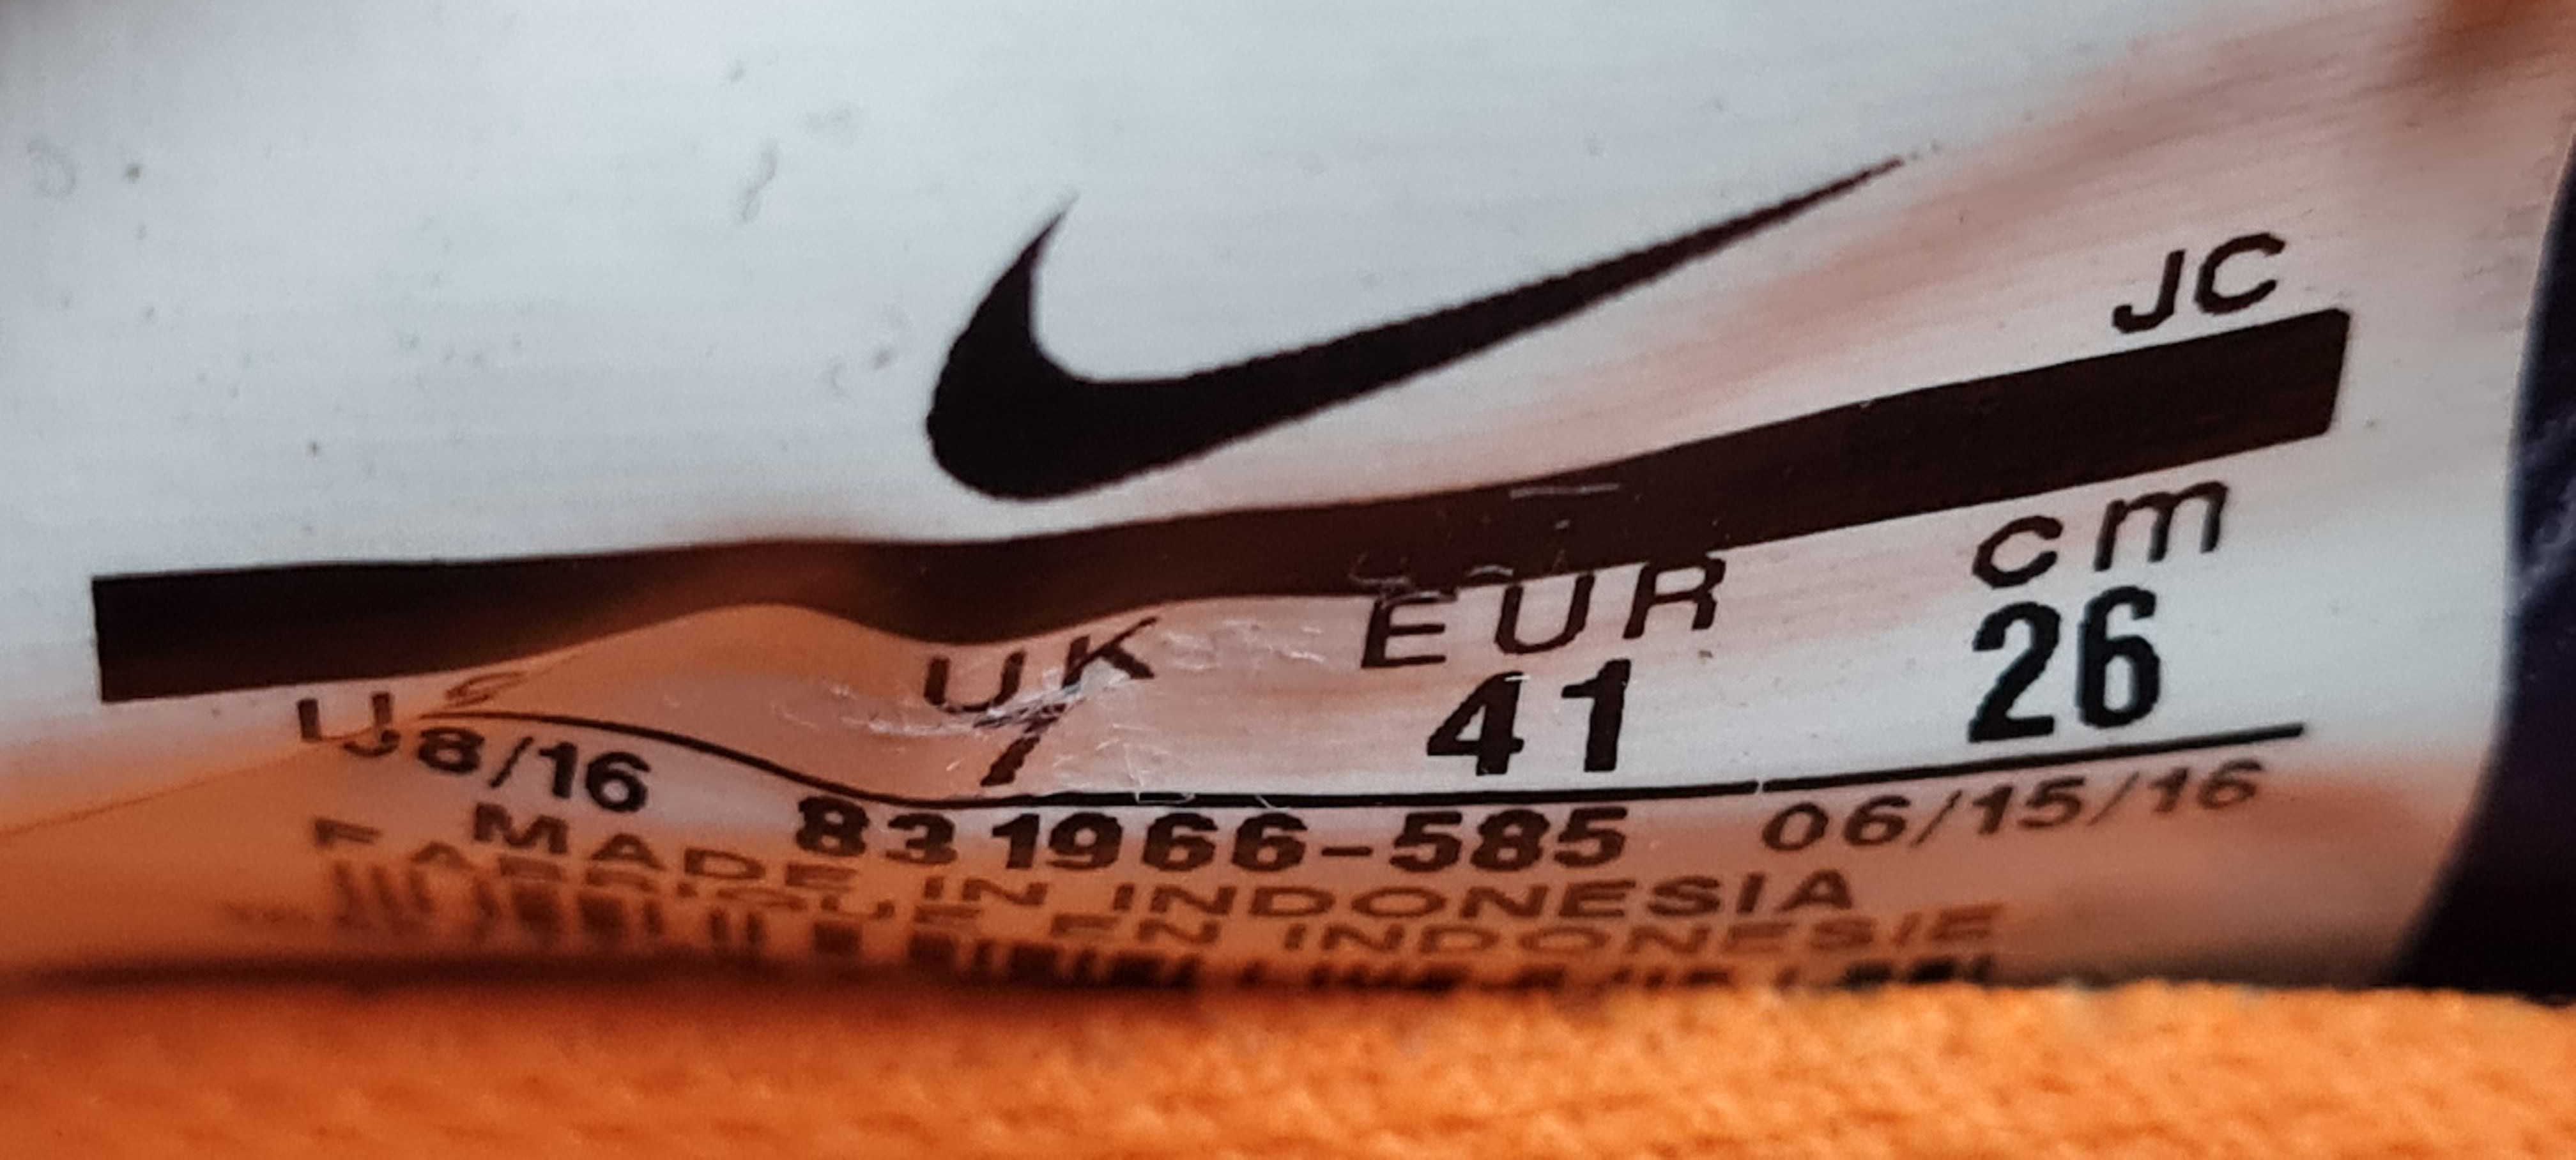 JC
US UK EUR cm
7 41 26
08/16 831966-585 06/15/16
MADE IN INDONESIA
FABRIQUE EN INDONESIE